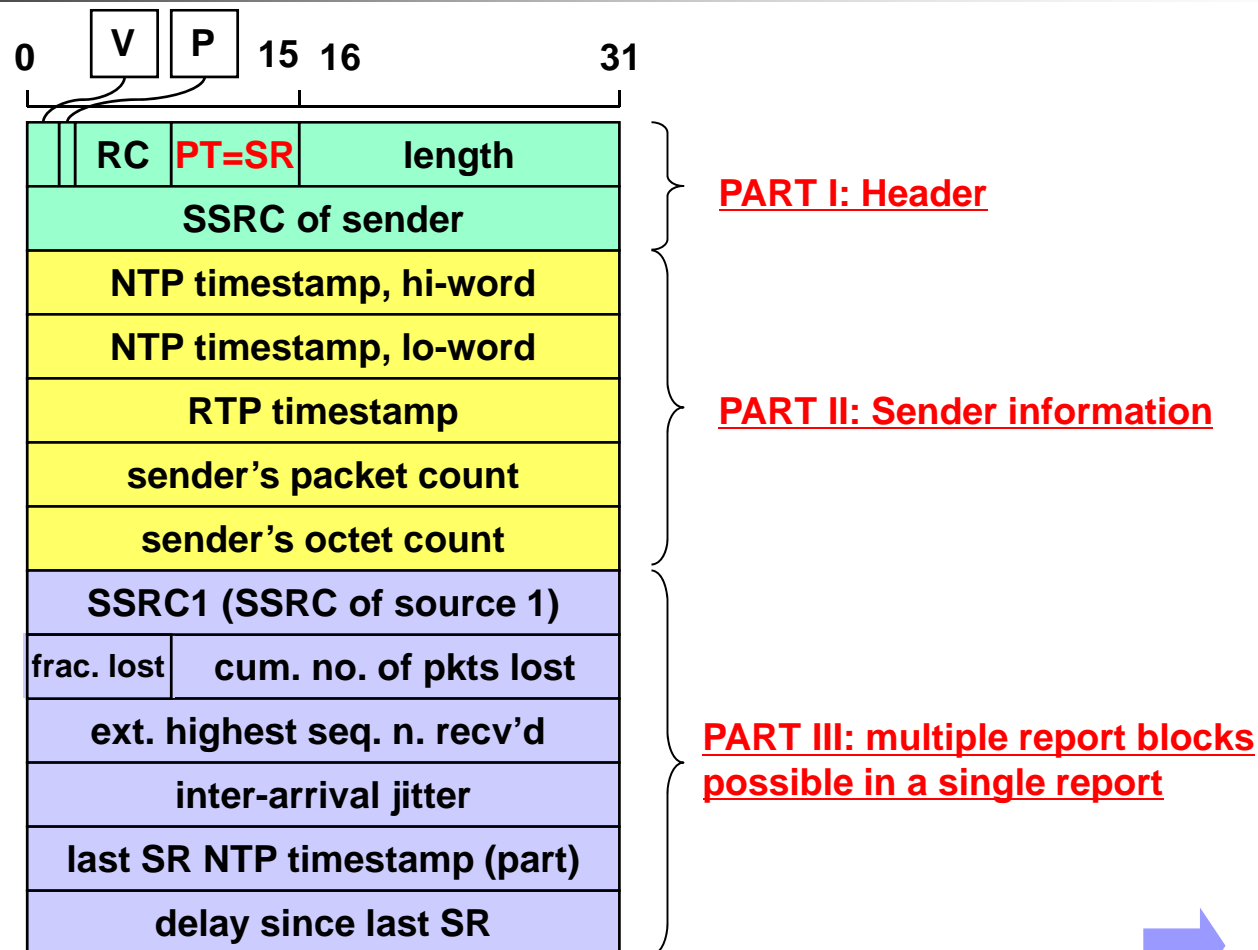 0 V P 15 16 31
RC PT=SR length
SSRC of sender
PART I: Header
NTP timestamp, hi-word
NTP timestamp, lo-word
RTP timestamp
PART II: Sender information
sender’s packet count
sender’s octet count
SSRC1 (SSRC of source 1)
frac. lost cum. no. of pkts lost
ext. highest seq. n. recv’d
PART III: multiple report blocks
possible in a single report
inter-arrival jitter
last SR NTP timestamp (part)
delay since last SR